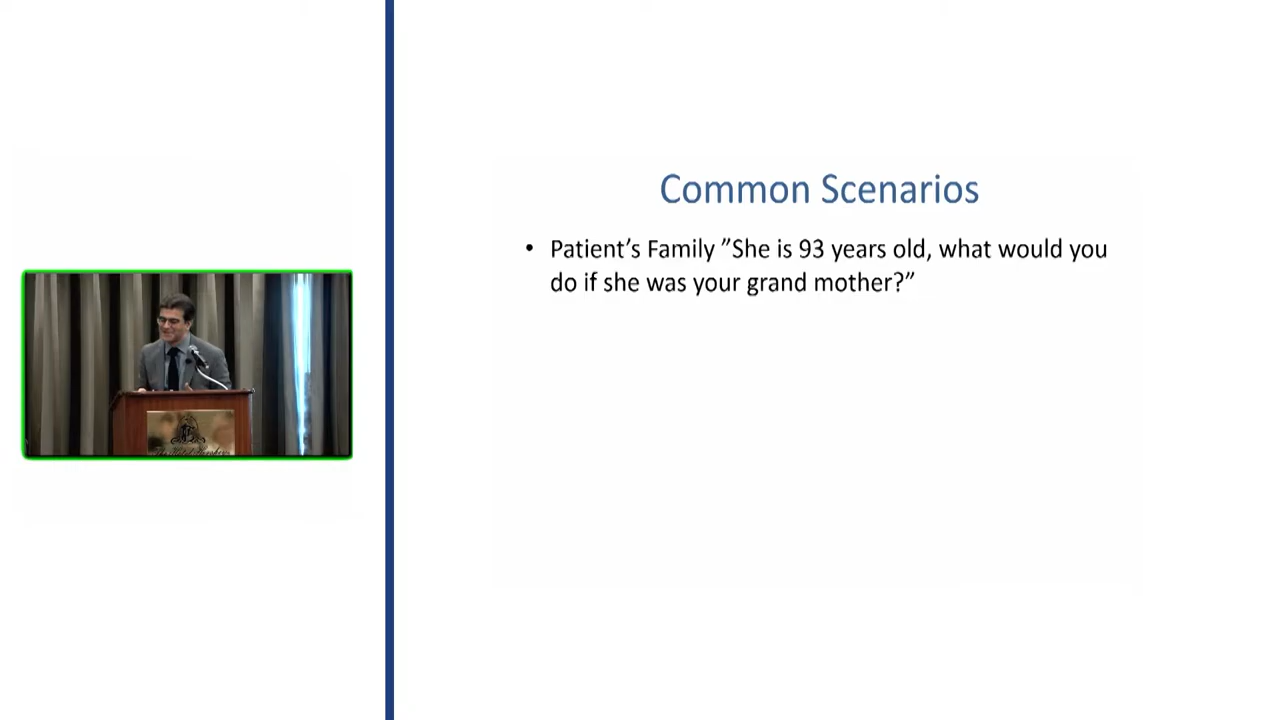 Common Scenarios
• Patient’s Family ”She is 93 years old, what would you
do if she was your grand mother?”